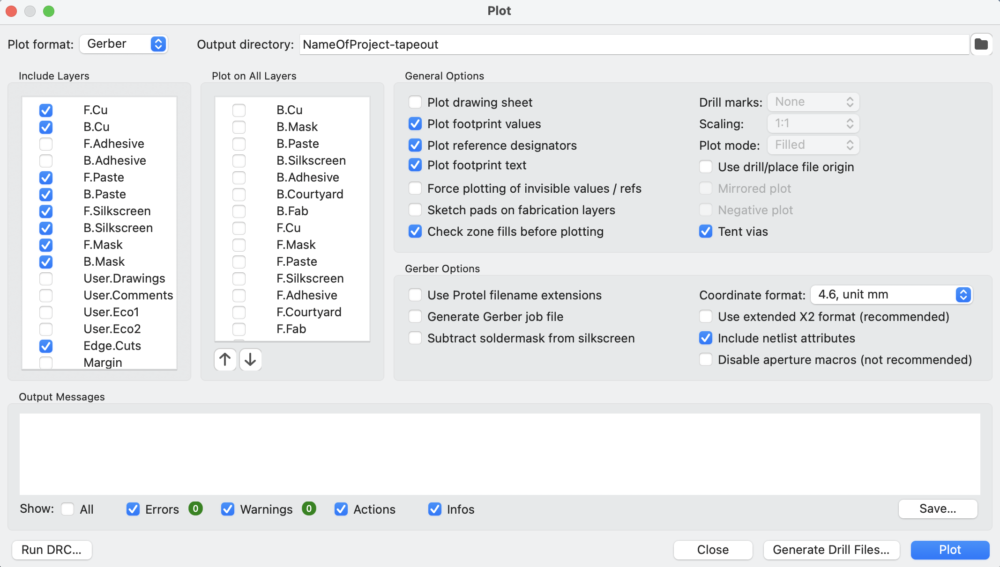 Plot
Plot format: Gerber
Output directory: NameOfProject-tapeout
Include Layers
F.Cu
B.Cu
F.Adhesive
B.Adhesive
F.Paste
B.Paste
F.Silkscreen
B.Silkscreen
F.Mask
B.Mask
User.Drawings
User.Comments
User.Eco1
User.Eco2
Edge.Cuts
Margin
Plot on All Layers
B.Cu
B.Mask
B.Paste
B.Silkscreen
B.Adhesive
B.Courtyard
B.Fab
F.Cu
F.Mask
F.Paste
F.Silkscreen
F.Adhesive
F.Courtyard
F.Fab
General Options
Plot drawing sheet
Plot footprint values
Plot reference designators
Plot footprint text
Force plotting of invisible values / refs
Sketch pads on fabrication layers
Check zone fills before plotting
Drill marks: None
Scaling: 1:1
Plot mode: Filled
Use drill/place file origin
Mirrored plot
Negative plot
Tent vias
Gerber Options
Use Protel filename extensions
Generate Gerber job file
Subtract soldermask from silkscreen
Coordinate format: 4.6, unit mm
Use extended X2 format (recommended)
Include netlist attributes
Disable aperture macros (not recommended)
Output Messages
Show: All Errors 0 Warnings 0 Actions Infos Save...
Run DRC... Close Generate Drill Files... Plot